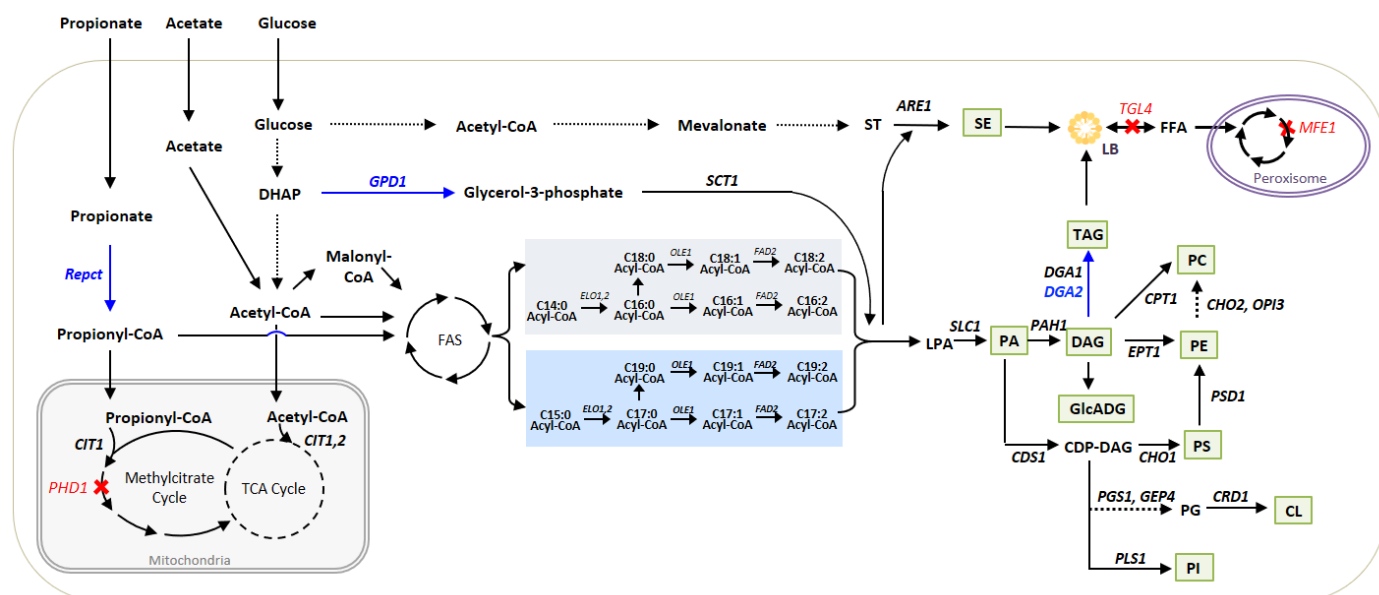 Propionate Acetate Glucose
Glucose Acetyl-CoA Mevalonate ST ARE1 SE TGL4 FFA MFE1
LB
Peroxisome
Acetate
DHAP GPD1 Glycerol-3-phosphate SCT1
Propionate
Repct
Malonyl-
CoA
Acetyl-CoA
Propionyl-CoA
FAS
C18:0 OLE1 C18:1 FAD2 C18:2
Acyl-CoA Acyl-CoA Acyl-CoA
C14:0 ELO1,2 C16:0 OLE1 C16:1 FAD2 C16:2
Acyl-CoA Acyl-CoA Acyl-CoA Acyl-CoA
C19:0 OLE1 C19:1 FAD2 C19:2
Acyl-CoA Acyl-CoA Acyl-CoA
C15:0 ELO1,2 C17:0 OLE1 C17:1 FAD2 C17:2
Acyl-CoA Acyl-CoA Acyl-CoA Acyl-CoA
TAG
DGA1
DGA2
PC
CPT1
CHO2, OPI3
LPA SLC1 PA PAH1 DAG EPT1 PE
PSD1
GlcADG
CDS1 CDP-DAG CHO1 PS
PGS1, GEP4 PG CRD1 CL
PLS1 PI
Propionyl-CoA Acetyl-CoA
CIT1 CIT1,2
PHD1
Methylcitrate
Cycle
TCA Cycle
Mitochondria